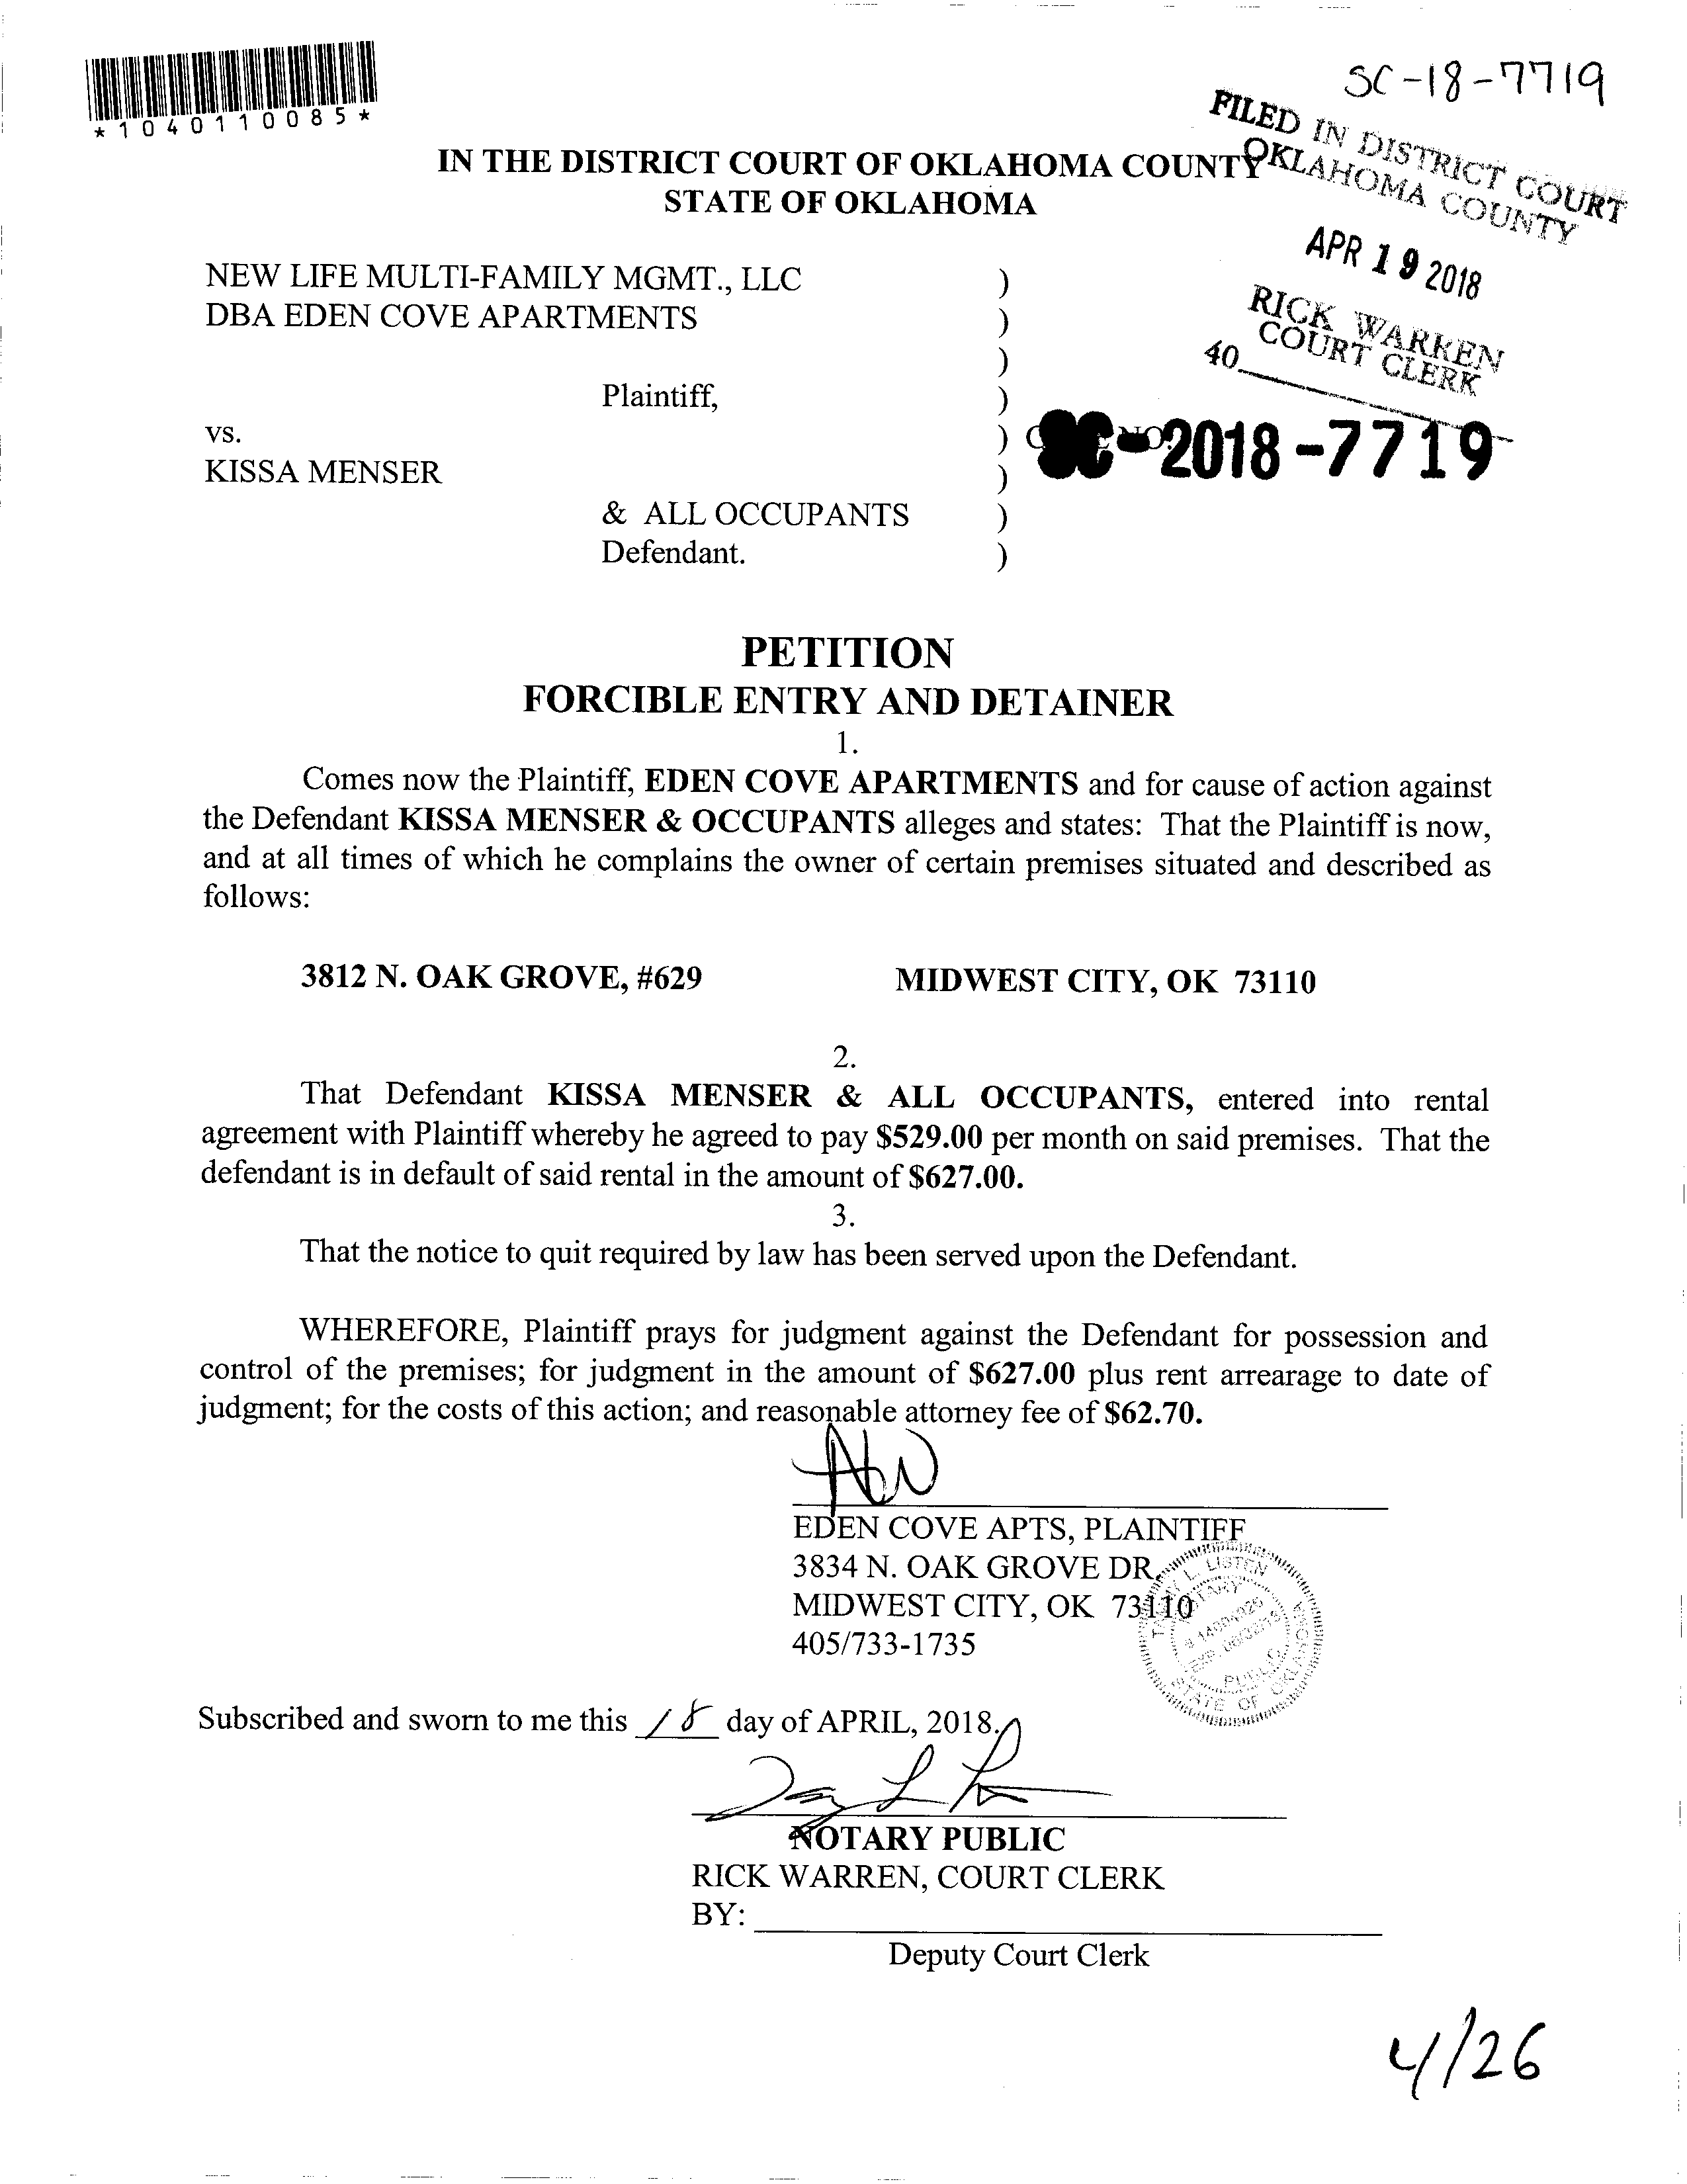 SC-18-7719
*1040110085*
FILED IN DISTRICT COURT
OKLAHOMA COUNTY
IN THE DISTRICT COURT OF OKLAHOMA COUNTY
STATE OF OKLAHOMA
APR 19 2018
RICK WARREN
COURT CLERK
40
NEW LIFE MULTI-FAMILY MGMT., LLC )
DBA EDEN COVE APARTMENTS )
)
Plaintiff, )
vs. ) SC-2018-7719
KISSA MENSER )
& ALL OCCUPANTS )
Defendant. )
PETITION
FORCIBLE ENTRY AND DETAINER
1.
Comes now the Plaintiff, EDEN COVE APARTMENTS and for cause of action against
the Defendant KISSA MENSER & OCCUPANTS alleges and states: That the Plaintiff is now,
and at all times of which he complains the owner of certain premises situated and described as
follows:
3812 N. OAK GROVE, #629 MIDWEST CITY, OK 73110
2.
That Defendant KISSA MENSER & ALL OCCUPANTS, entered into rental
agreement with Plaintiff whereby he agreed to pay $529.00 per month on said premises. That the
defendant is in default of said rental in the amount of $627.00.
3.
That the notice to quit required by law has been served upon the Defendant.
WHEREFORE, Plaintiff prays for judgment against the Defendant for possession and
control of the premises; for judgment in the amount of $627.00 plus rent arrearage to date of
judgment; for the costs of this action; and reasonable attorney fee of $62.70.
EDEN COVE APTS, PLAINTIFF
3834 N. OAK GROVE DR.
MIDWEST CITY, OK 73110
405/733-1735
L. LISTEN
NOTARY
PUBLIC
STATE OF OKLAHOMA
Subscribed and sworn to me this 18 day of APRIL, 2018.
NOTARY PUBLIC
RICK WARREN, COURT CLERK
BY:
Deputy Court Clerk
4/26